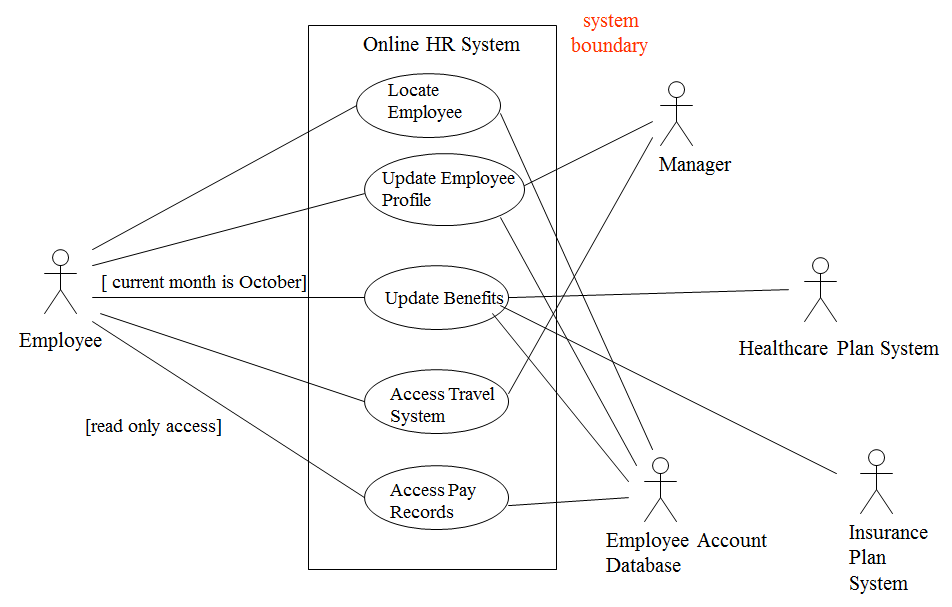 system
boundary
Online HR System
Locate
Employee
Manager
Update Employee
Profile
[ current month is October]
Update Benefits
Employee
Healthcare Plan System
Access Travel
System
[read only access]
Access Pay
Records
Employee Account
Database
Insurance
Plan
System